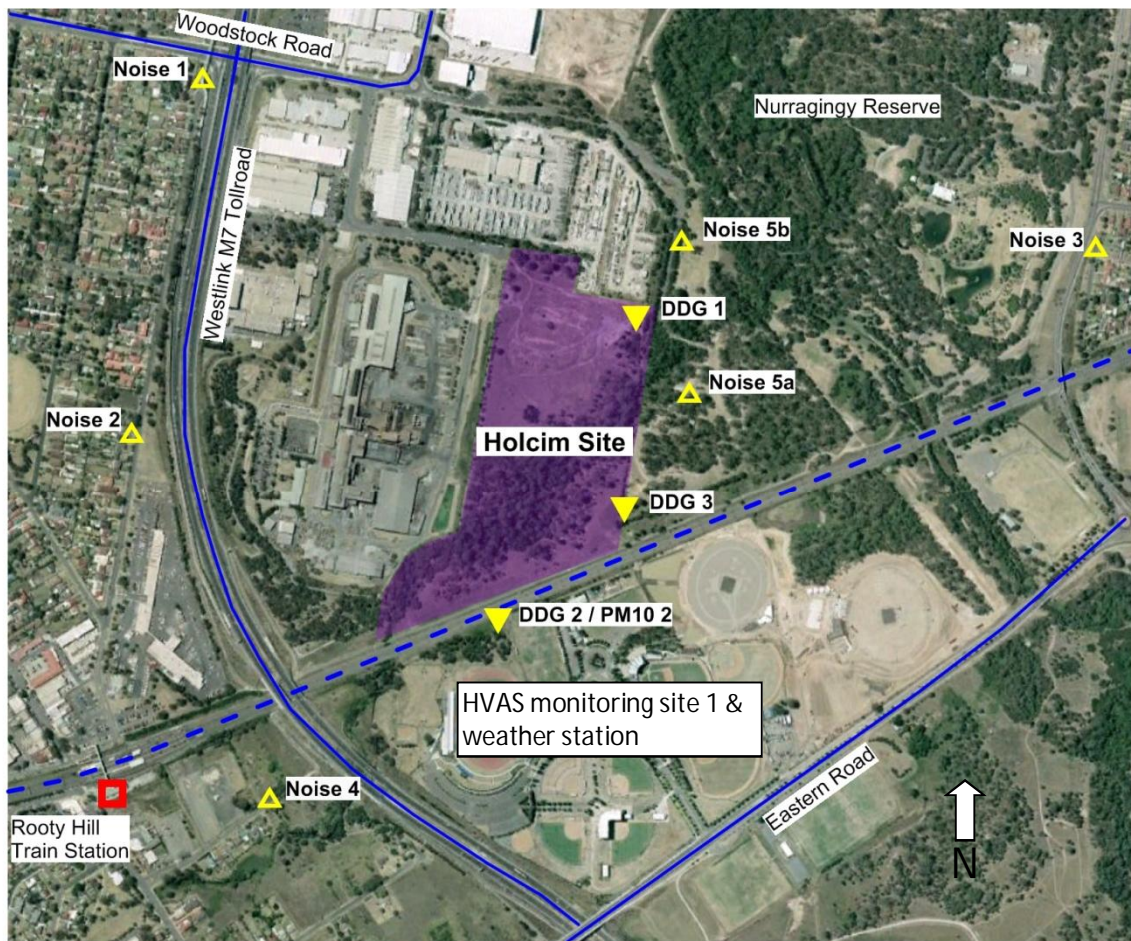 Woodstock Road
Noise 1
Nurragingy Reserve
Westlink M7 Tollroad
Noise 5b
Noise 3
DDG 1
Noise 5a
Noise 2
Holcim Site
DDG 3
DDG 2 / PM10 2
HVAS monitoring site 1 &
weather station
Eastern Road
Noise 4
Rooty Hill
Train Station
N